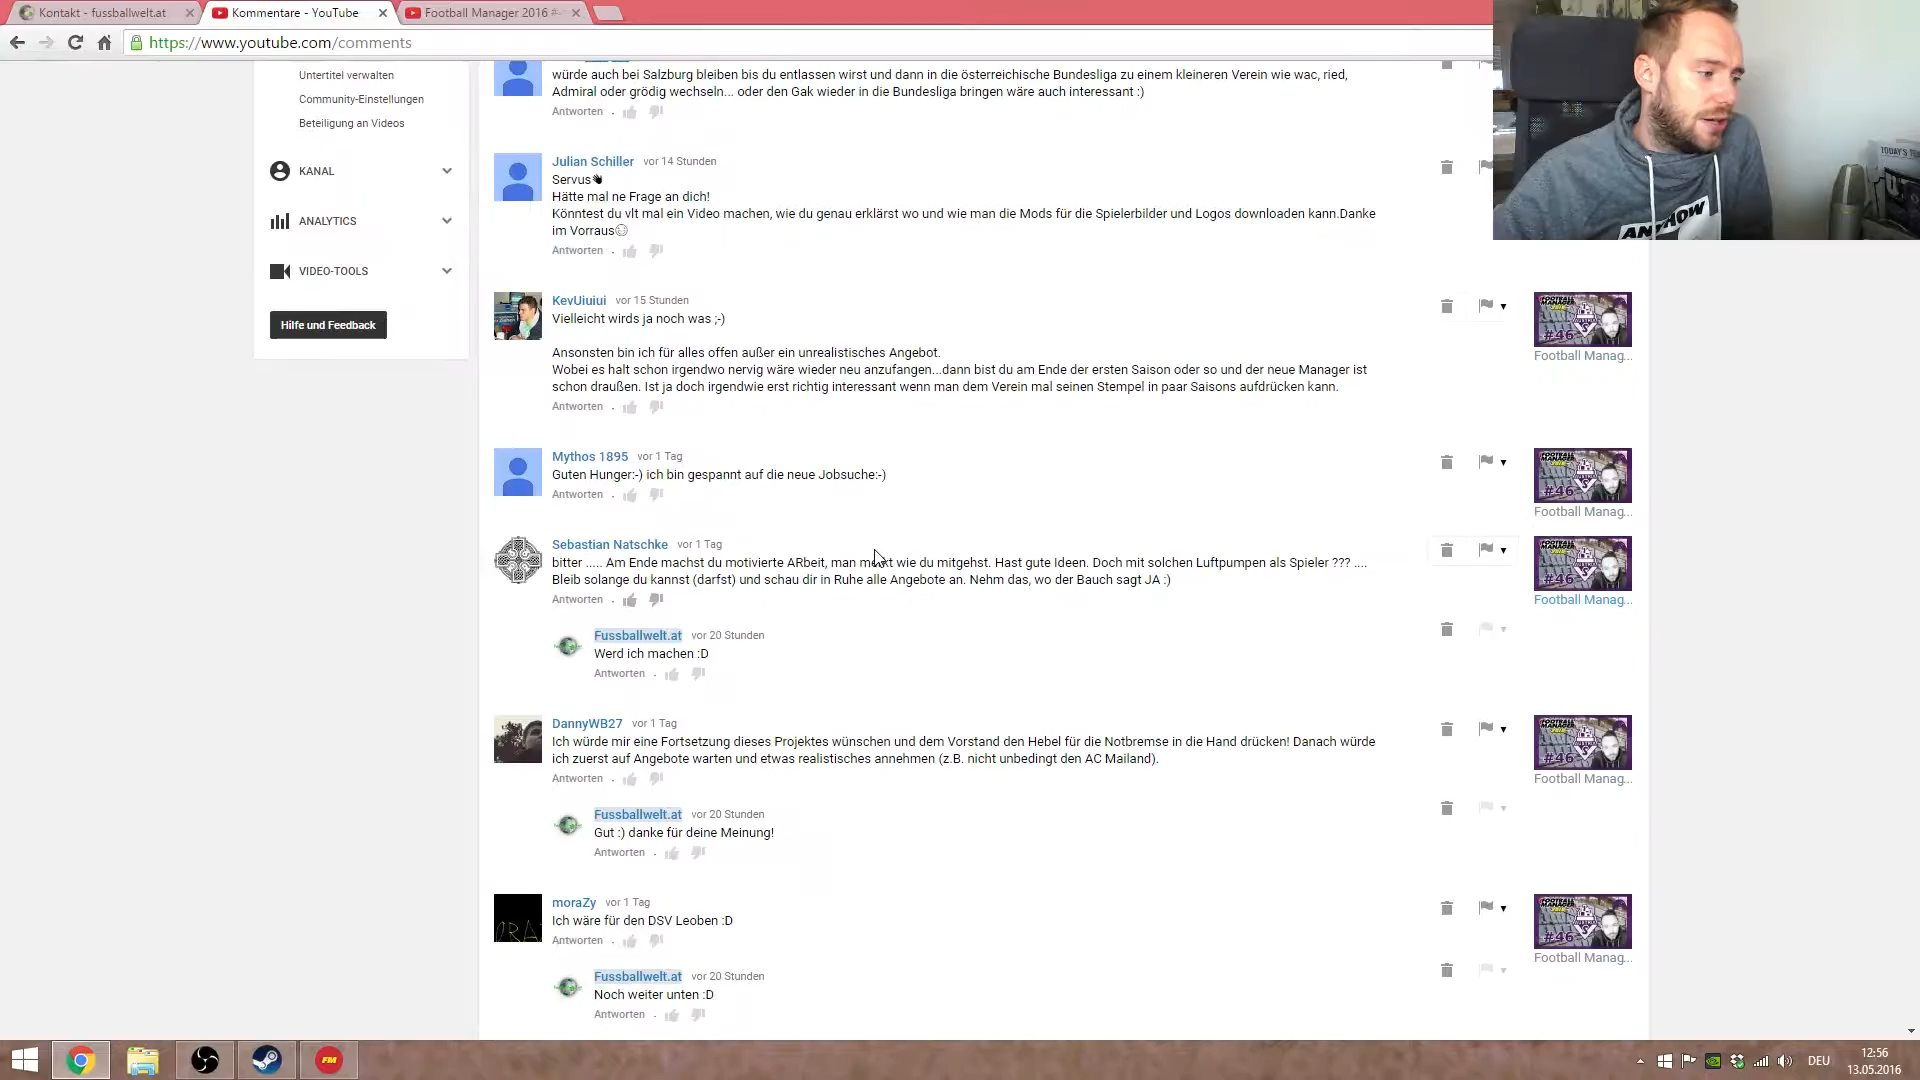 Kontakt - fussballwelt.at
Kommentare - YouTube
Football Manager 2016 #
https://www.youtube.com/comments
Untertitel verwalten
Community-Einstellungen
Beteiligung an Videos
KANAL
ANALYTICS
VIDEO-TOOLS
Hilfe und Feedback
würde auch bei Salzburg bleiben bis du entlassen wirst und dann in die österreichische Bundesliga zu einem kleineren Verein wie wac, ried,
Admiral oder grödig wechseln... oder den Gak wieder in die Bundesliga bringen wäre auch interessant :)
Antworten
Julian Schiller vor 14 Stunden
Servus
Hätte mal ne Frage an dich!
Könntest du vlt mal ein Video machen, wie du genau erklärst wo und wie man die Mods für die Spielerbilder und Logos downloaden kann.Danke
im Vorraus
Antworten
KevUiuiui vor 15 Stunden
Vielleicht wirds ja noch was ;-)
Ansonsten bin ich für alles offen außer ein unrealistisches Angebot.
Wobei es halt schon irgendwo nervig wäre wieder neu anzufangen...dann bist du am Ende der ersten Saison oder so und der neue Manager ist
schon draußen. Ist ja doch irgendwie erst richtig interessant wenn man dem Verein mal seinen Stempel in paar Saisons aufdrücken kann.
Antworten
FOOTBALL MANAGER 2016
#46
Football Manag...
Mythos 1895 vor 1 Tag
Guten Hunger:-) ich bin gespannt auf die neue Jobsuche:-)
Antworten
#46
Football Manag...
Sebastian Natschke vor 1 Tag
bitter ..... Am Ende machst du motivierte ARbeit, man merkt wie du mitgehst. Hast gute Ideen. Doch mit solchen Luftpumpen als Spieler ??? ....
Bleib solange du kannst (darfst) und schau dir in Ruhe alle Angebote an. Nehm das, wo der Bauch sagt JA :)
Antworten
#46
Football Manag...
Fussballwelt.at vor 20 Stunden
Werd ich machen :D
Antworten
DannyWB27 vor 1 Tag
Ich würde mir eine Fortsetzung dieses Projektes wünschen und dem Vorstand den Hebel für die Notbremse in die Hand drücken! Danach würde
ich zuerst auf Angebote warten und etwas realistisches annehmen (z.B. nicht unbedingt den AC Mailand).
Antworten
#46
Football Manag...
Fussballwelt.at vor 20 Stunden
Gut :) danke für deine Meinung!
Antworten
moraZy vor 1 Tag
Ich wäre für den DSV Leoben :D
Antworten
#46
Football Manag...
Fussballwelt.at vor 20 Stunden
Noch weiter unten :D
Antworten
FM
DEU
12:56
13.05.2016